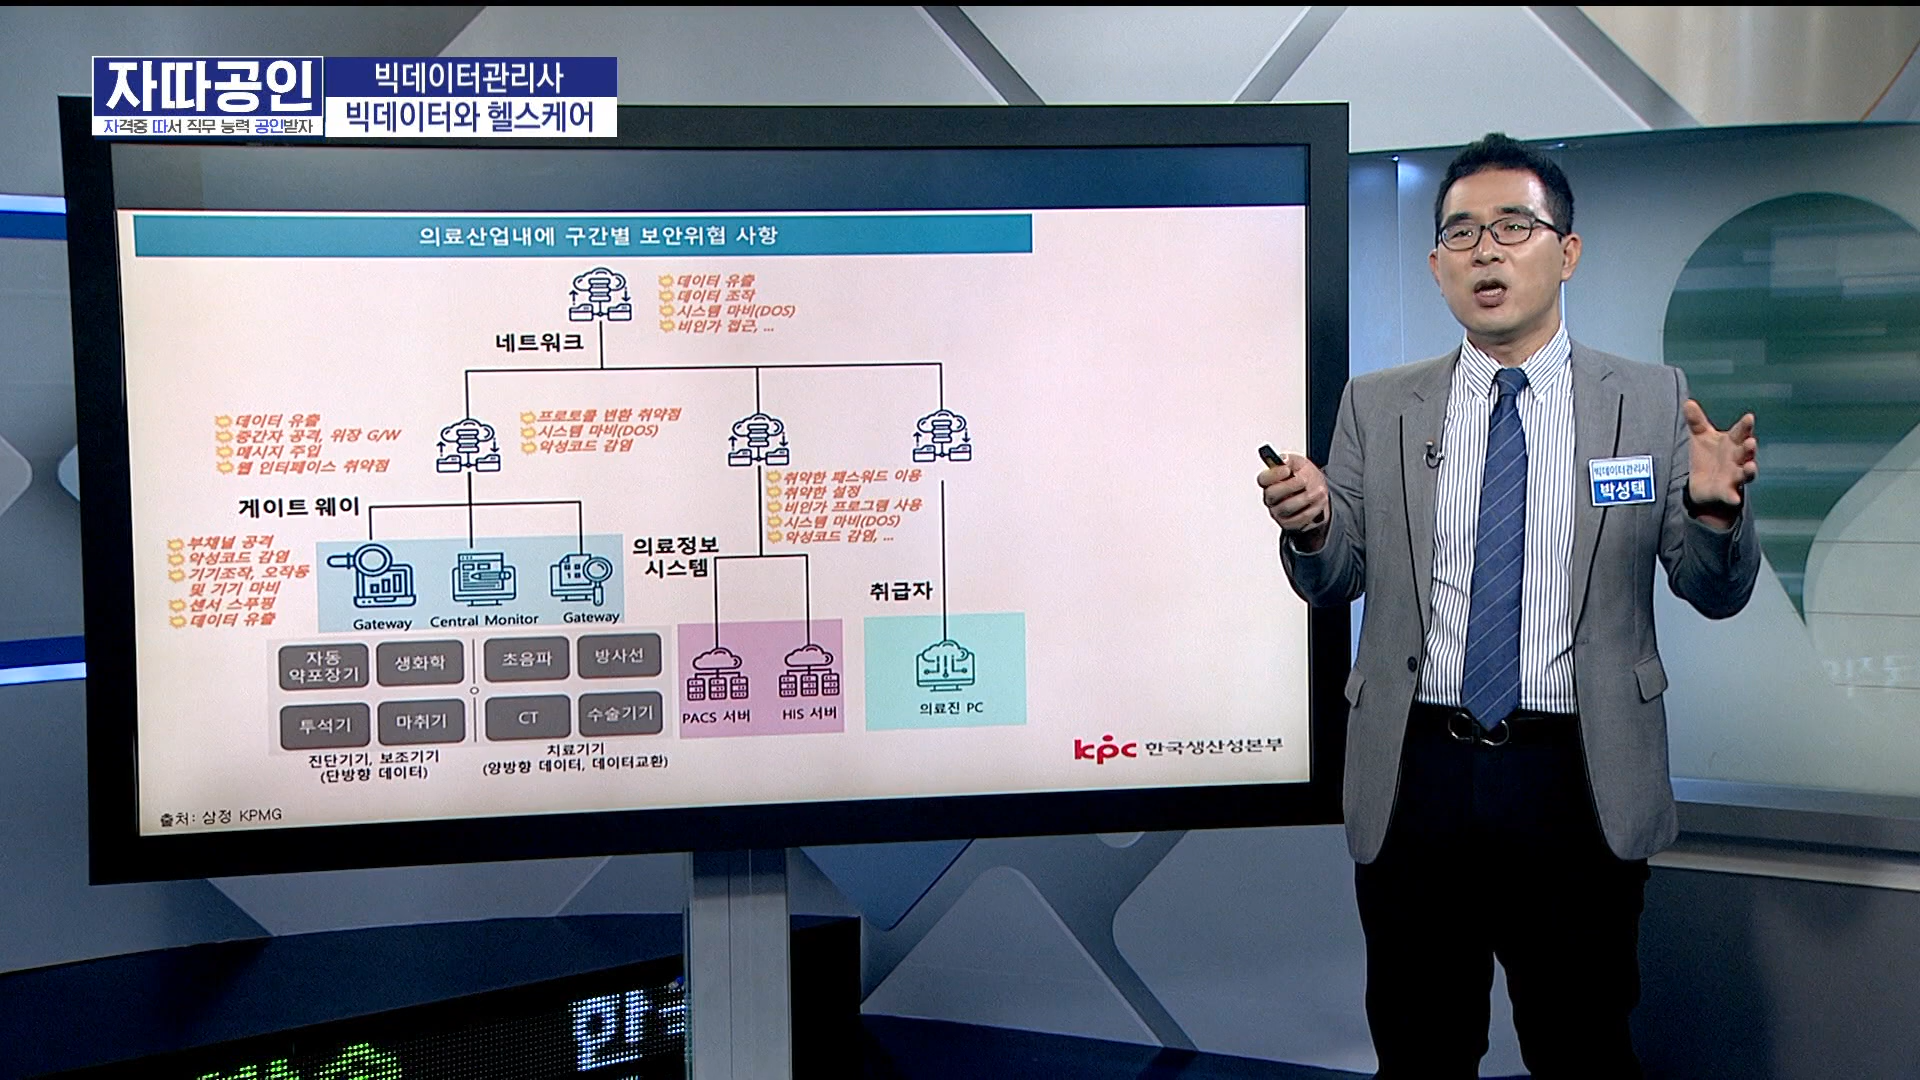 자따공인
자격증 따서 직무 능력 공인받자
빅데이터관리사
빅데이터와 헬스케어
의료산업내에 구간별 보안위협 사항
데이터 유출
데이터 조작
시스템 마비(DOS)
비인가 접근, ...
네트워크
데이터 유출
중간자 공격, 위장 G/W
메시지 주입
웹 인터페이스 취약점
프로토콜 변환 취약점
시스템 마비(DOS)
악성코드 감염
취약한 패스워드 이용
취약한 설정
비인가 프로그램 사용
시스템 마비(DOS)
악성코드 감염, ...
게이트 웨이
의료정보
시스템
취급자
부채널 공격
악성코드 감염
기기조작, 오작동
및 기기 마비
센서 스푸핑
데이터 유출
Gateway
Central Monitor
Gateway
자동
약포장기
생화학
초음파
방사선
투석기
마취기
CT
수술기기
진단기기, 보조기기
(단방향 데이터)
치료기기
(양방향 데이터, 데이터교환)
PACS 서버
HIS 서버
의료진 PC
kpc 한국생산성본부
출처: 삼정 KPMG
빅데이터관리사
박성택